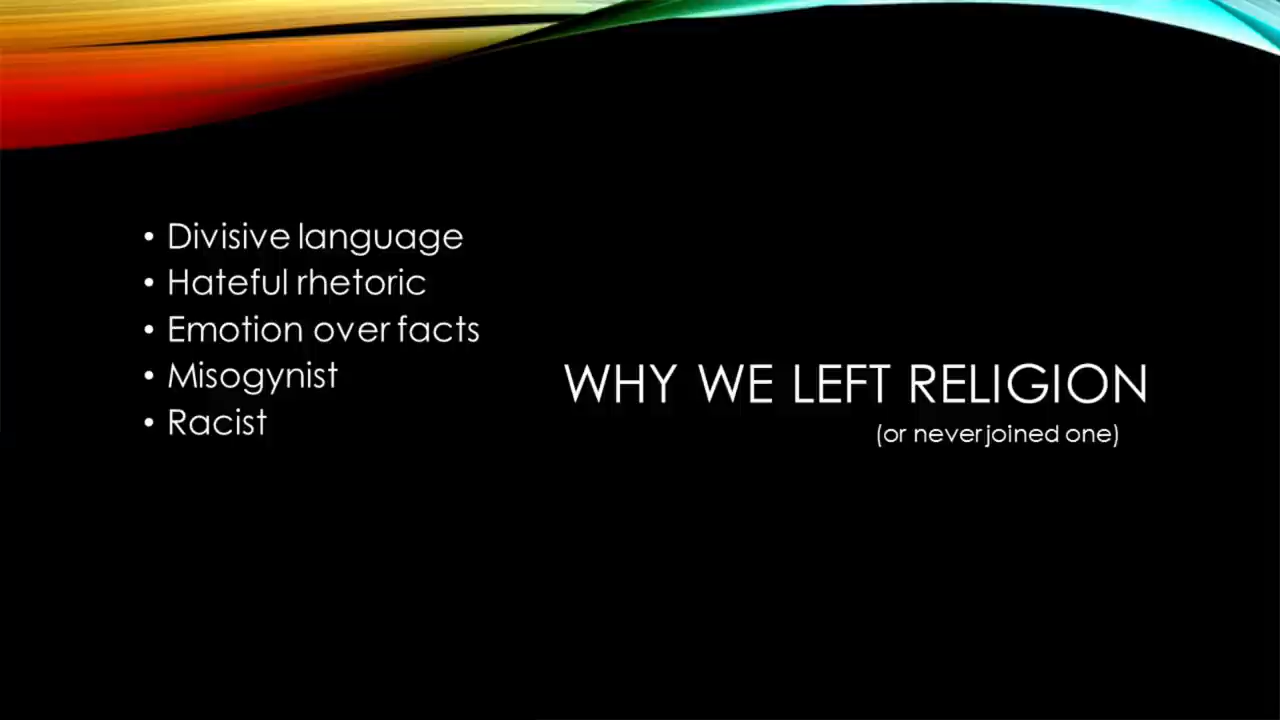 • Divisive language
• Hateful rhetoric
• Emotion over facts
• Misogynist
• Racist
WHY WE LEFT RELIGION
(or never joined one)